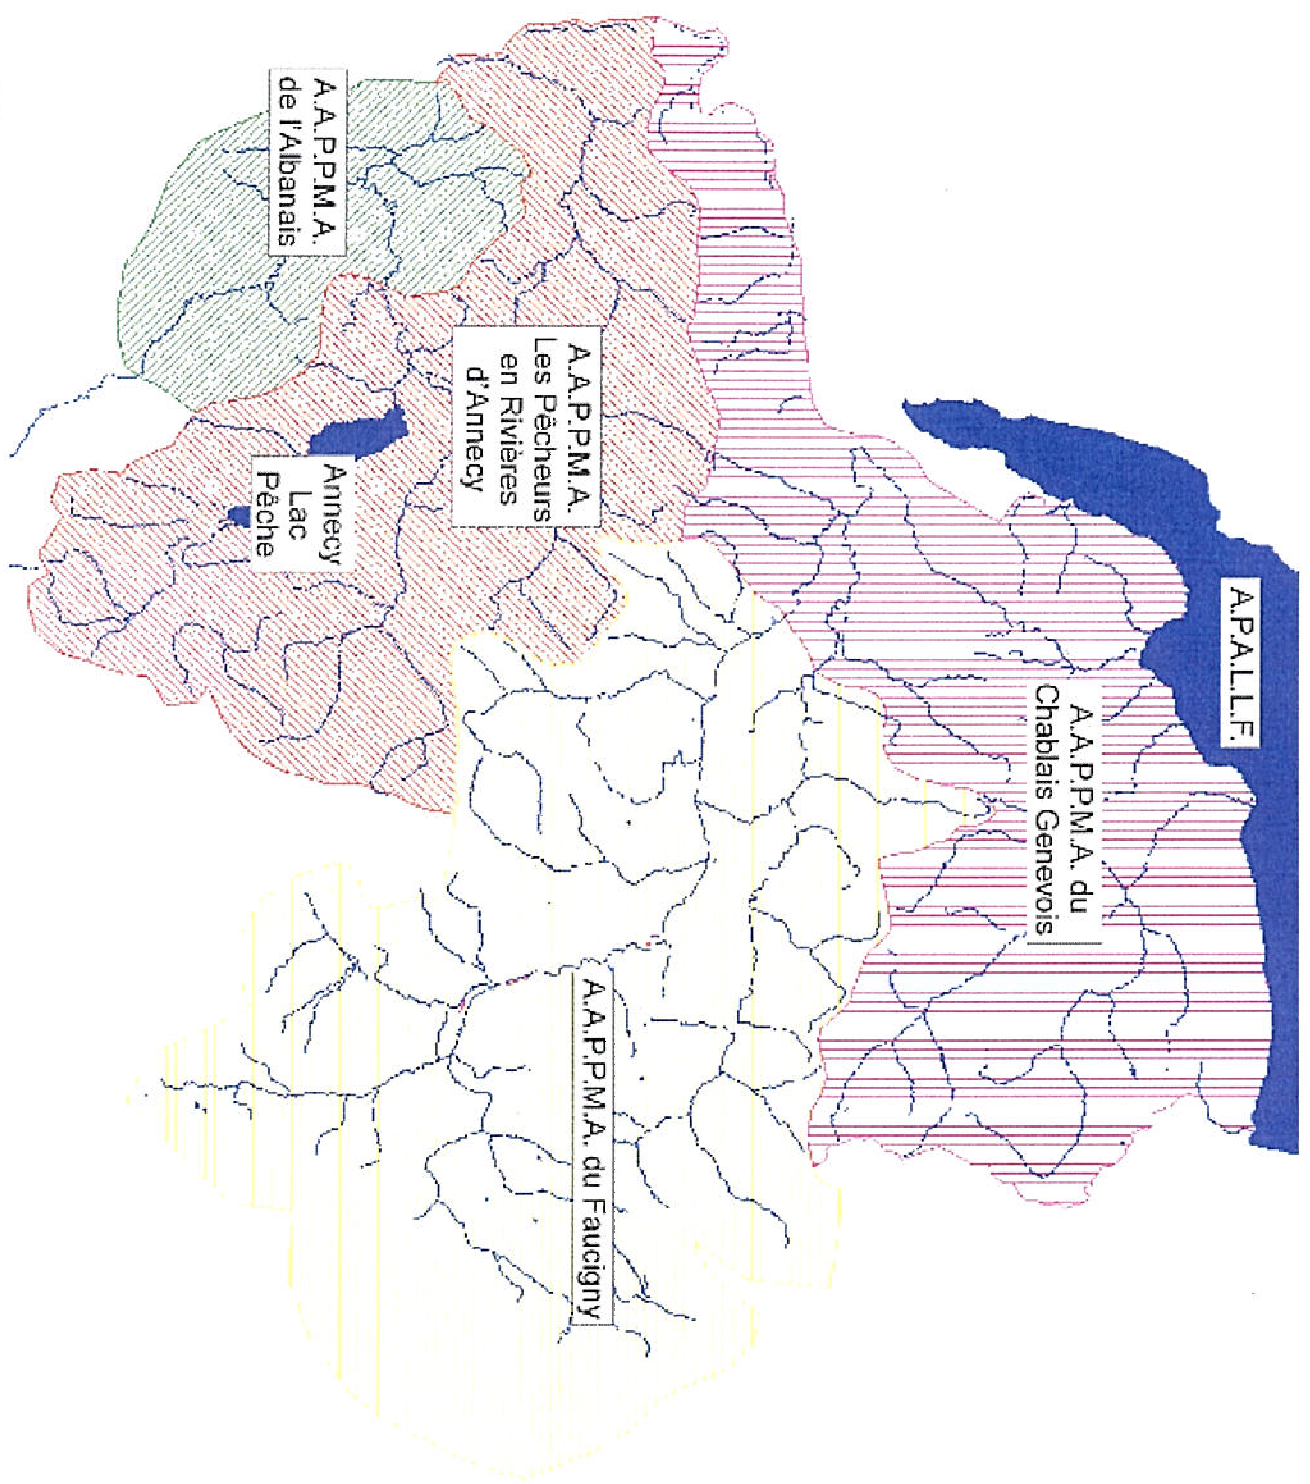 A.P.A.L.L.F.
A.A.P.P.M.A. du
Chablais Genevois
A.A.P.P.M.A.
Les Pêcheurs
en Rivières
d'Annecy
A.A.P.P.M.A. du Faucigny
A.A.P.P.M.A.
de l'Albanais
Annecy
Lac
Pêche